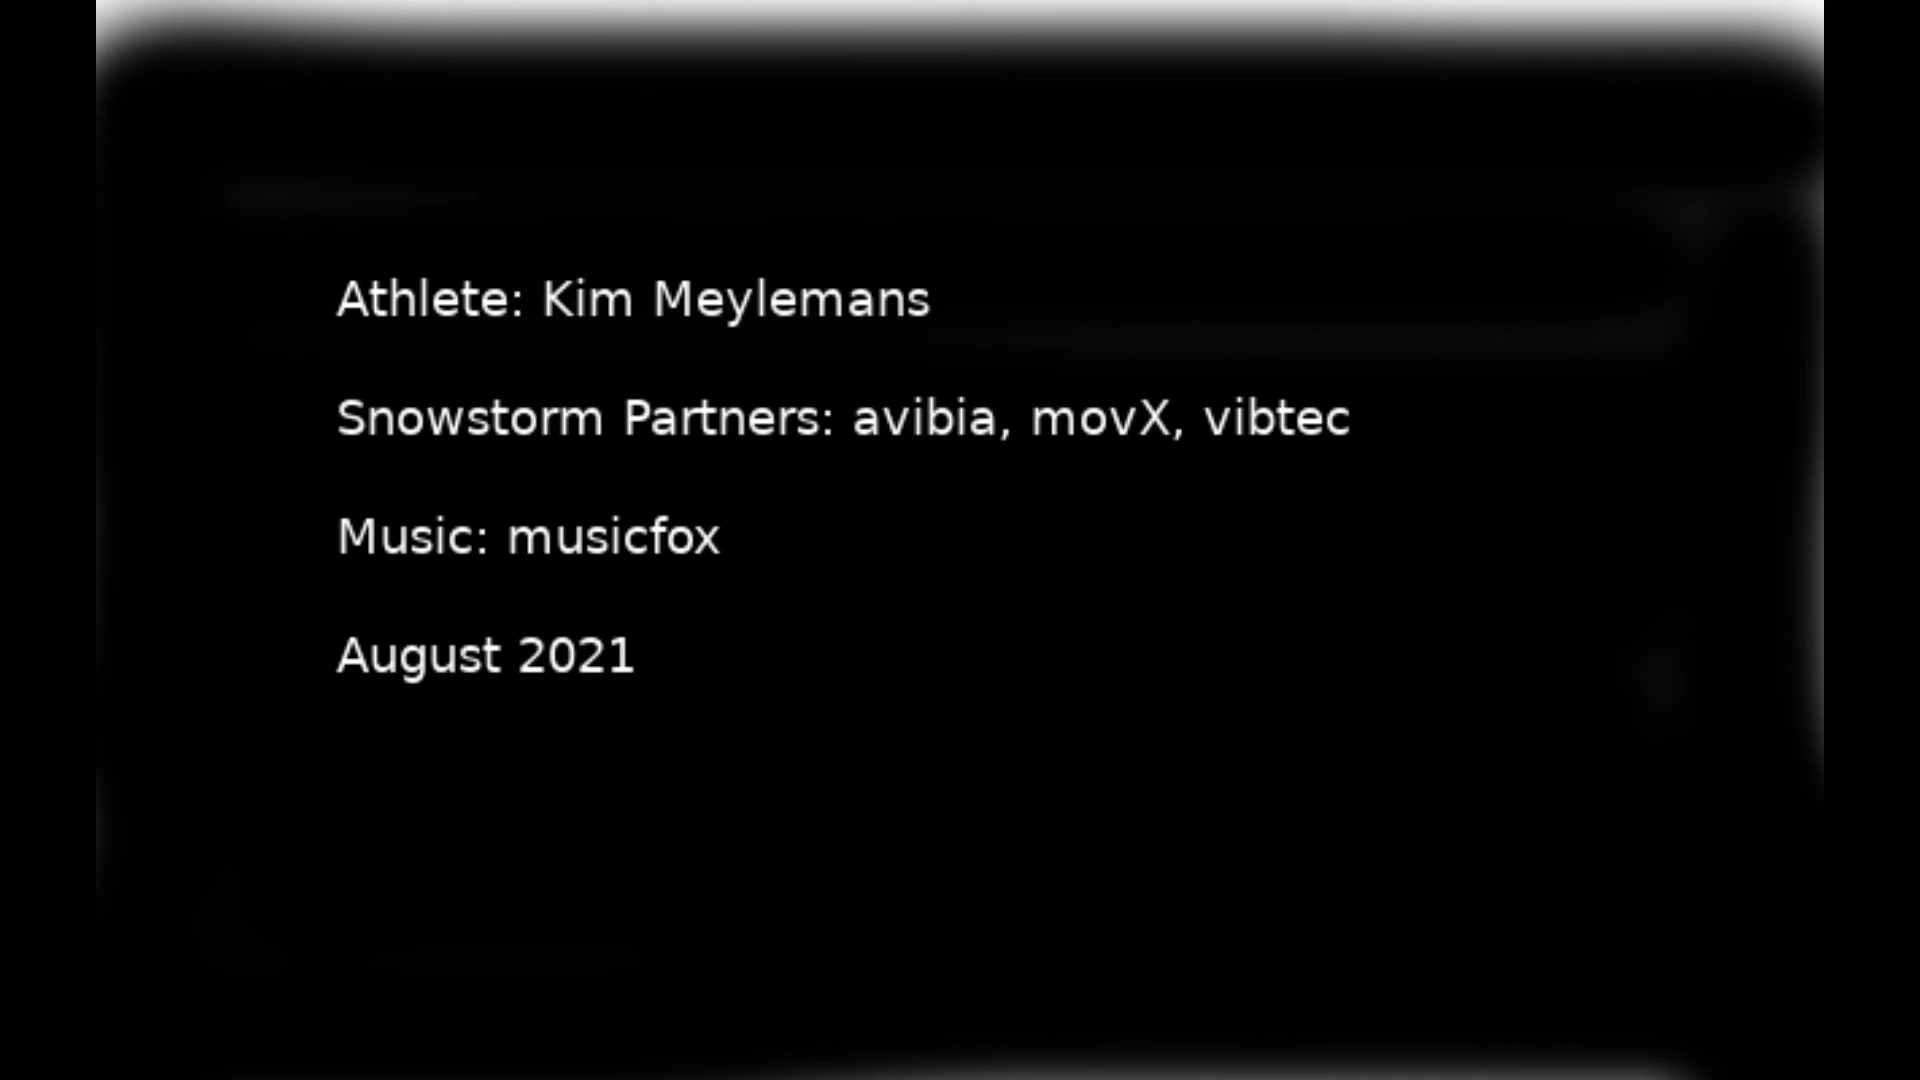 Athlete: Kim Meylemans
Snowstorm Partners: avibia, movX, vibtec
Music: musicfox
August 2021